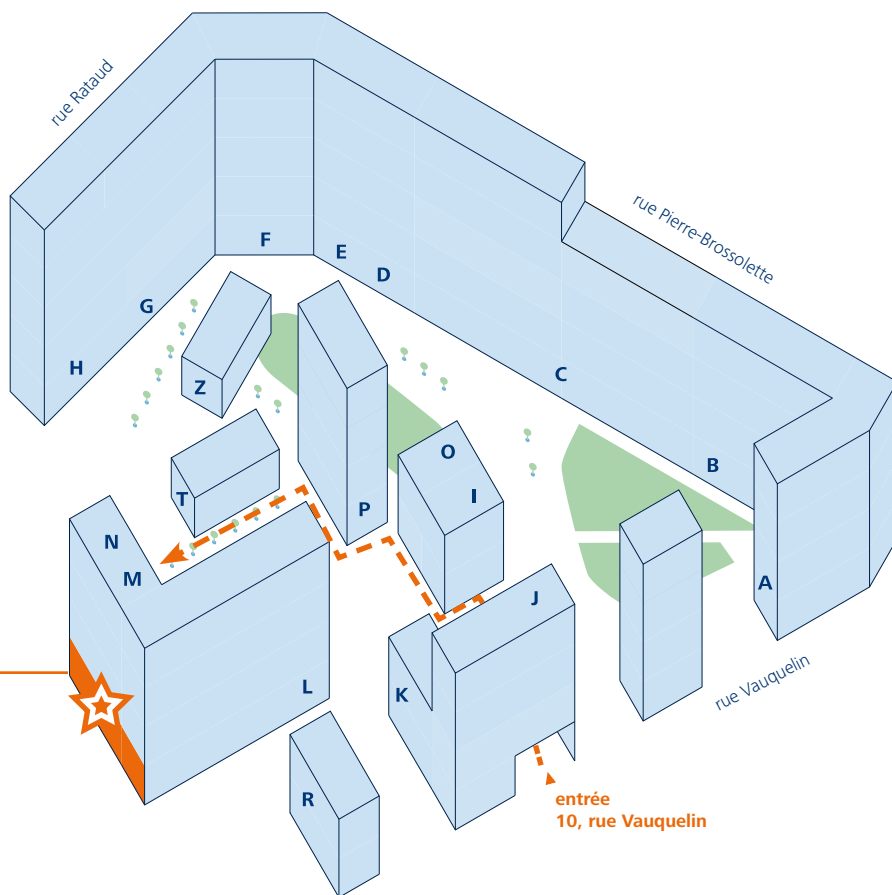 rue Rataud
rue Pierre-Brossolette
F
E
D
G
H
Z
C
O
B
I
T
P
N
M
A
J
L
K
rue Vauquelin
R
entrée
10, rue Vauquelin